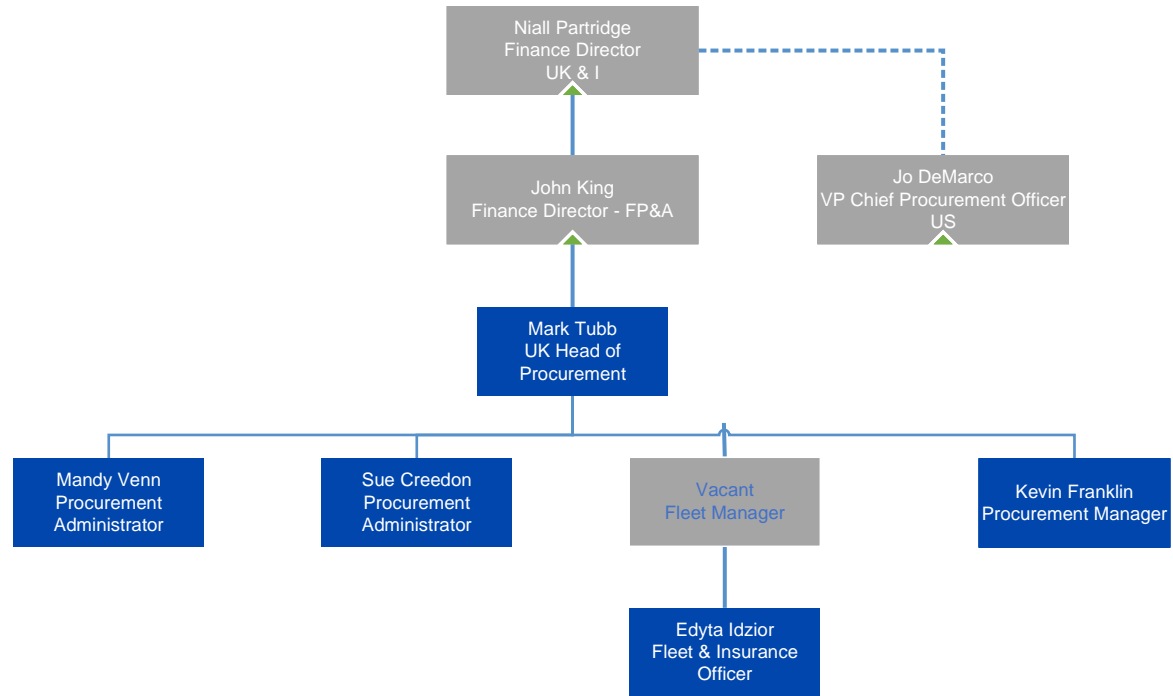 Niall Partridge
Finance Director
UK & I
John King
Finance Director - FP&A
Jo DeMarco
VP Chief Procurement Officer
US
Mark Tubb
UK Head of
Procurement
Mandy Venn
Procurement
Administrator
Sue Creedon
Procurement
Administrator
Vacant
Fleet Manager
Kevin Franklin
Procurement Manager
Edyta Idzior
Fleet & Insurance
Officer